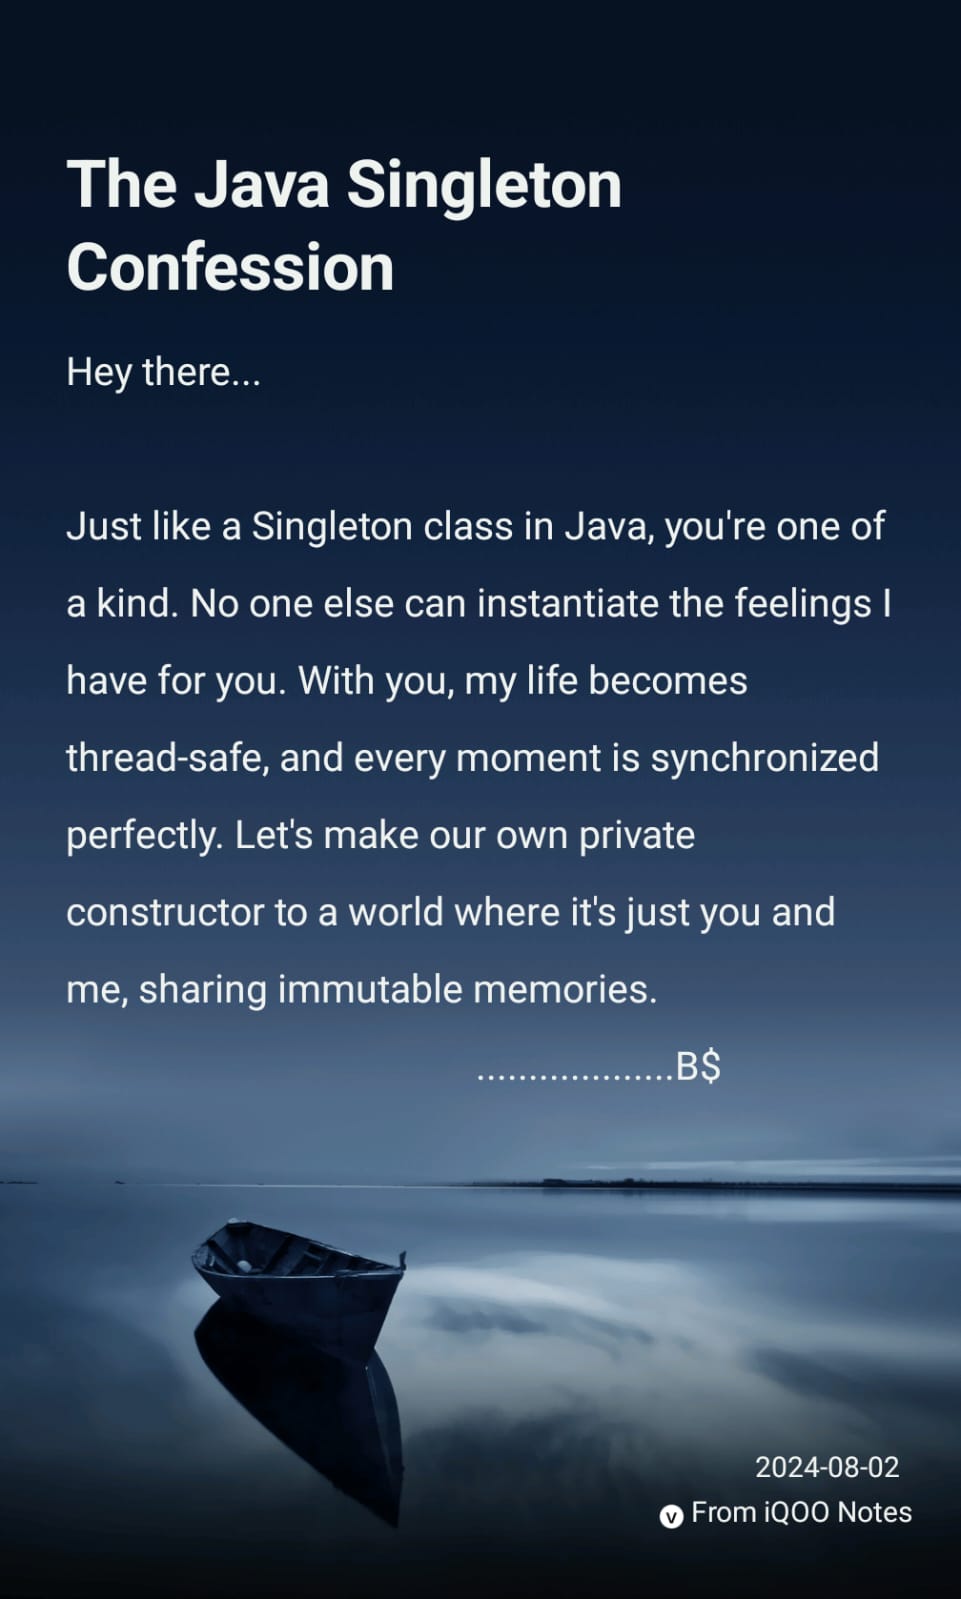 The Java Singleton
Confession
Hey there...
Just like a Singleton class in Java, you're one of
a kind. No one else can instantiate the feelings I
have for you. With you, my life becomes
thread-safe, and every moment is synchronized
perfectly. Let's make our own private
constructor to a world where it's just you and
me, sharing immutable memories.
...................B$
2024-08-02
v From iQOO Notes